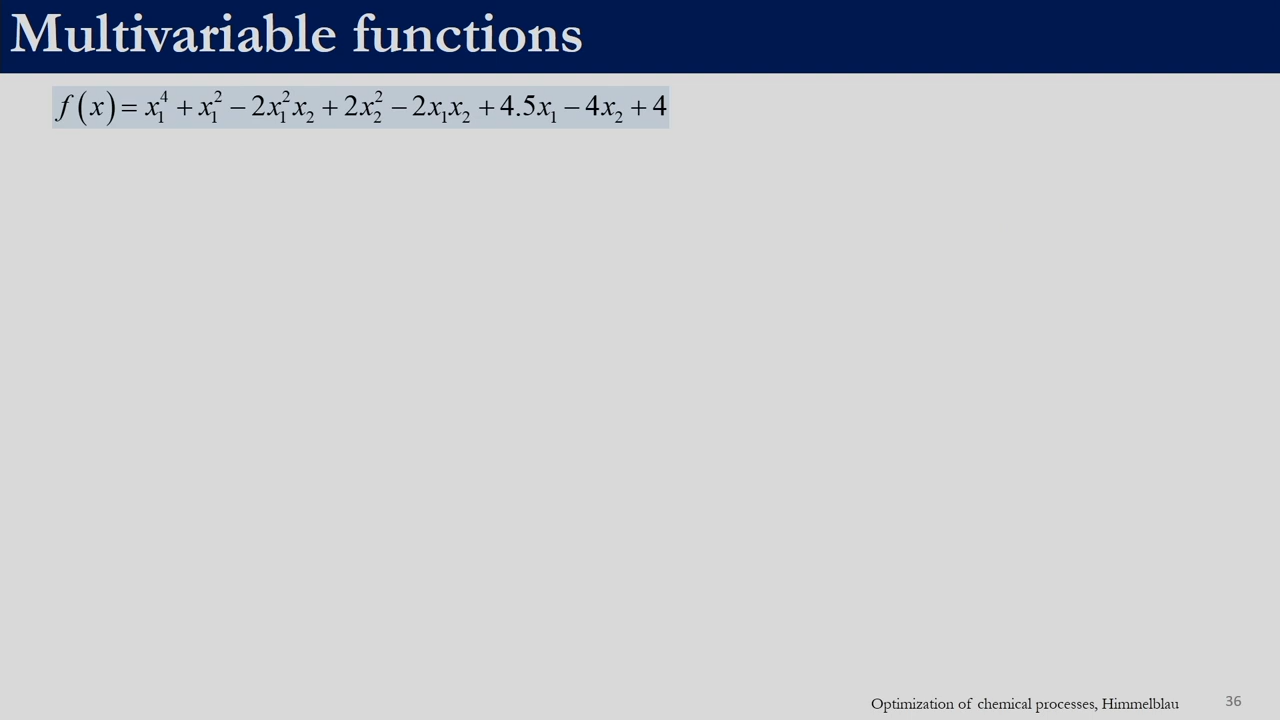 Multivariable functions
f(x) = x₁⁴ + x₁² − 2x₁²x₂ + 2x₂² − 2x₁x₂ + 4.5x₁ − 4x₂ + 4
Optimization of chemical processes, Himmelblau
36